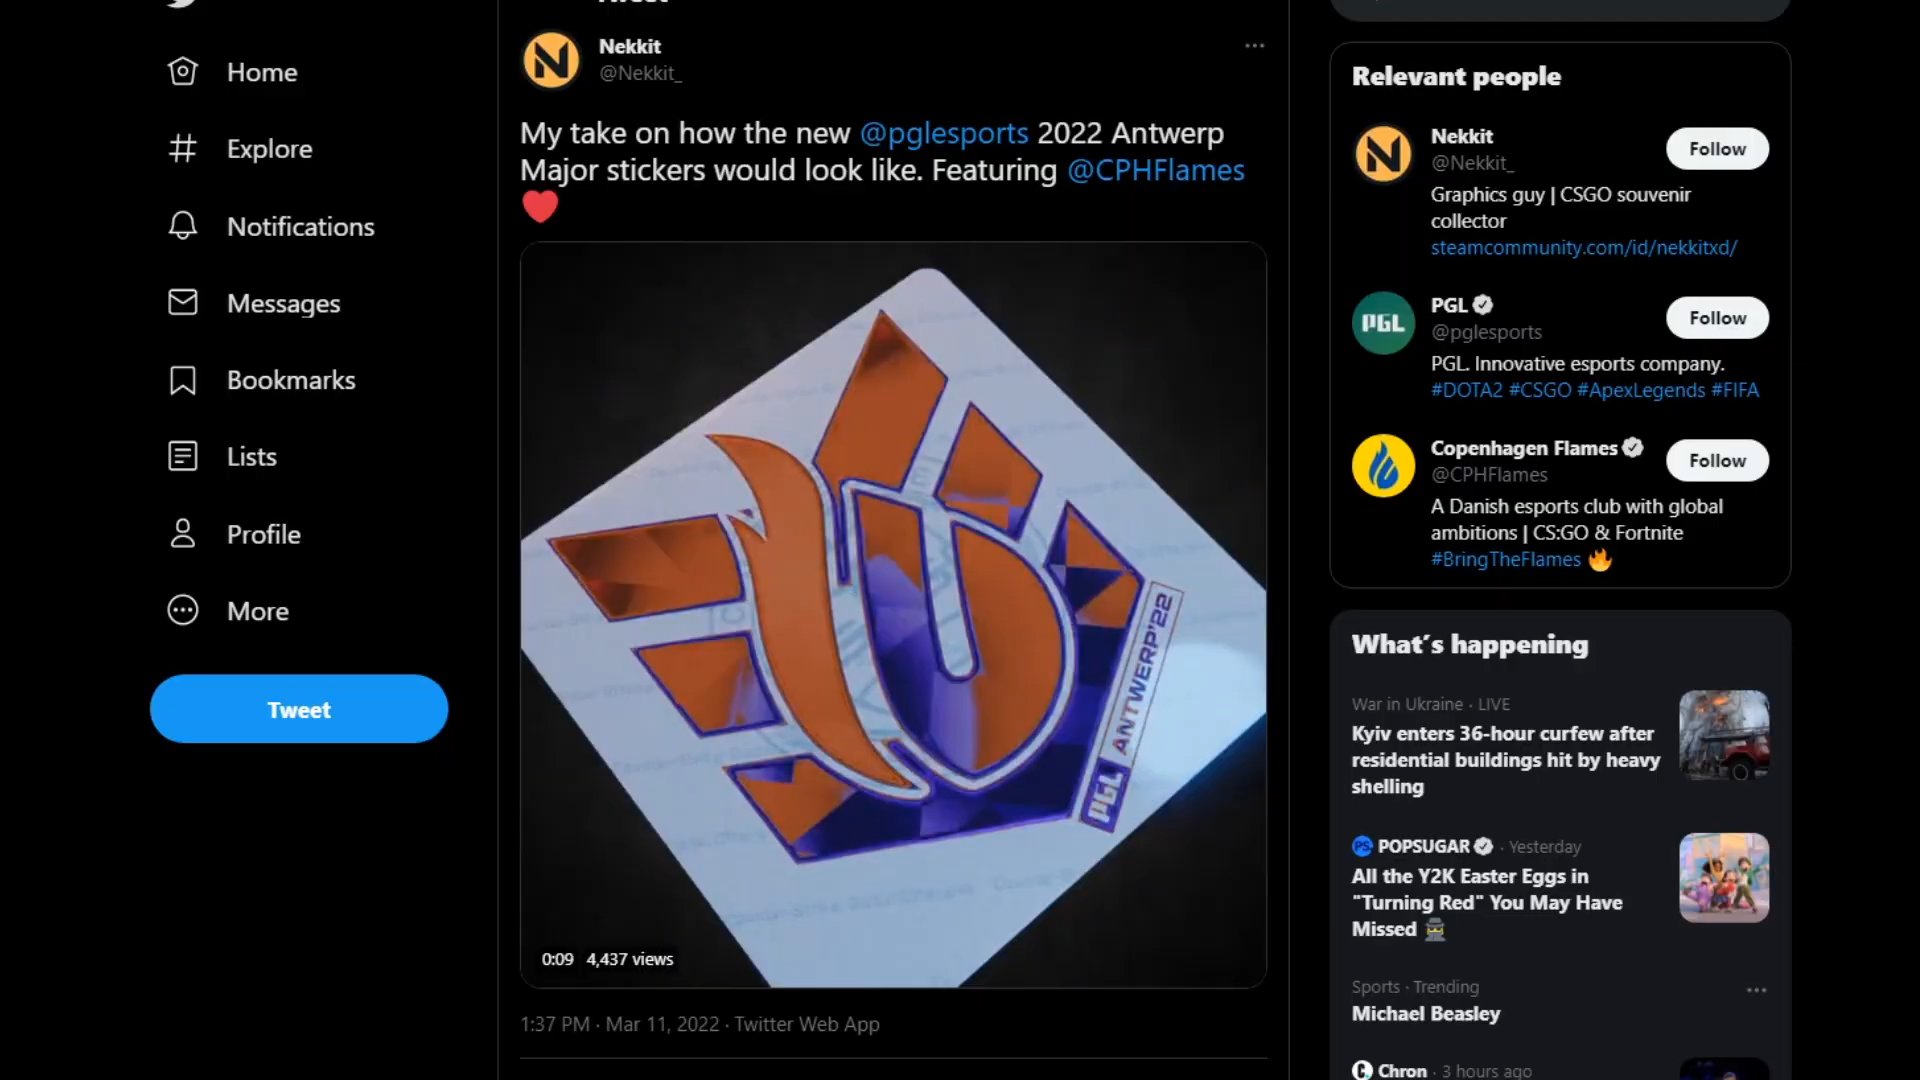 Home
Explore
Notifications
Messages
Bookmarks
Lists
Profile
More
Tweet
Nekkit
@Nekkit_
My take on how the new @pglesports 2022 Antwerp
Major stickers would look like. Featuring @CPHFlames
❤️
PGL ANTWERP'22
0:09 4,437 views
1:37 PM · Mar 11, 2022 · Twitter Web App
Relevant people
Nekkit
@Nekkit_
Follow
Graphics guy | CSGO souvenir
collector
steamcommunity.com/id/nekkitxd/
PGL
PGL
@pglesports
Follow
PGL. Innovative esports company.
#DOTA2 #CSGO #ApexLegends #FIFA
Copenhagen Flames
@CPHFlames
Follow
A Danish esports club with global
ambitions | CS:GO & Fortnite
#BringTheFlames 🔥
What's happening
War in Ukraine · LIVE
Kyiv enters 36-hour curfew after
residential buildings hit by heavy
shelling
PS POPSUGAR · Yesterday
All the Y2K Easter Eggs in
"Turning Red" You May Have
Missed 🕵️
Sports · Trending
Michael Beasley
Chron · 3 hours ago